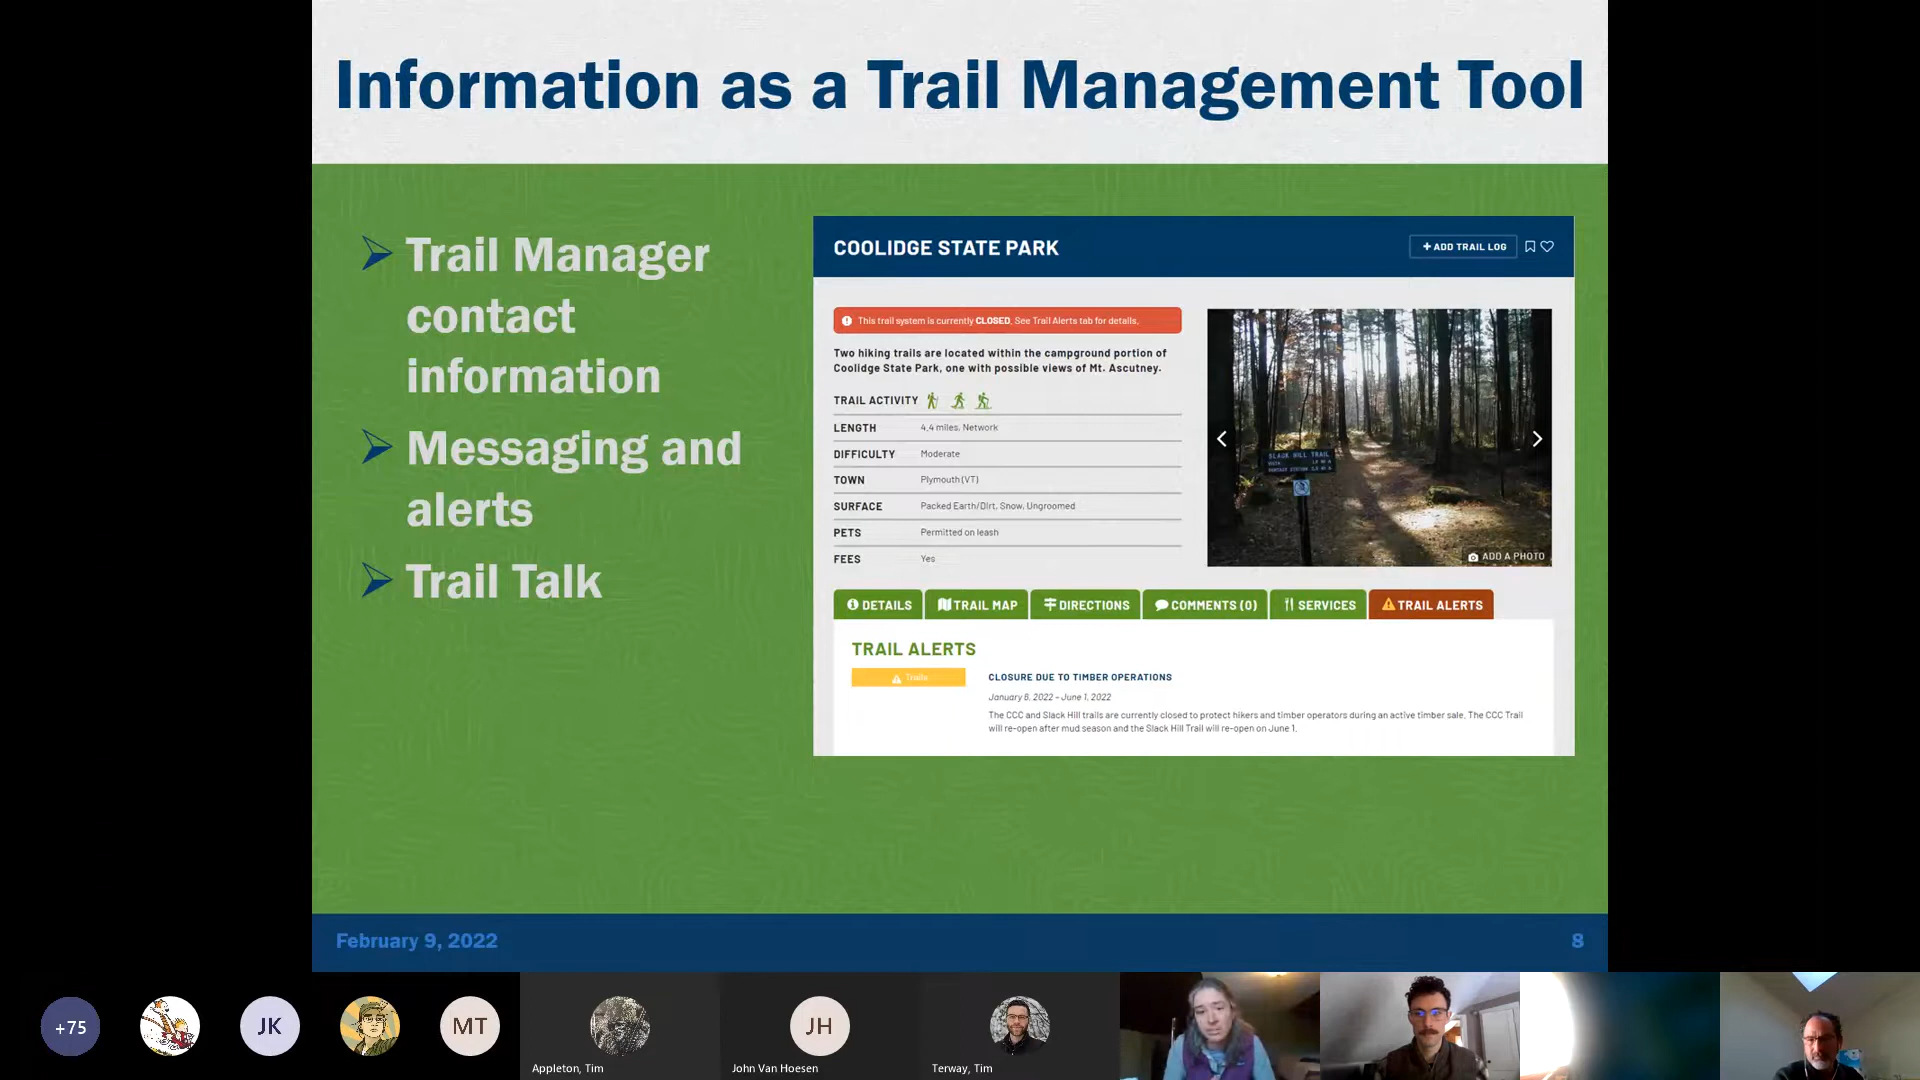 Information as a Trail Management Tool
Trail Manager
contact
information
Messaging and
alerts
Trail Talk
COOLIDGE STATE PARK
+ ADD TRAIL LOG
This trail system is currently CLOSED. See Trail Alerts tab for details.
Two hiking trails are located within the campground portion of
Coolidge State Park, one with possible views of Mt. Ascutney.
TRAIL ACTIVITY
LENGTH 4.4 miles, Network
DIFFICULTY Moderate
TOWN Plymouth (VT)
SURFACE Packed Earth/Dirt, Snow, Ungroomed
PETS Permitted on leash
FEES Yes
SLACK HILL TRAIL
ADD A PHOTO
DETAILS TRAIL MAP DIRECTIONS COMMENTS (0) SERVICES TRAIL ALERTS
TRAIL ALERTS
Trails
CLOSURE DUE TO TIMBER OPERATIONS
January 6, 2022 - June 1, 2022
The CCC and Slack Hill trails are currently closed to protect hikers and timber operators during an active timber sale. The CCC Trail
will re-open after mud season and the Slack Hill Trail will re-open on June 1.
February 9, 2022
8
+75
JK
MT
JH
Appleton, Tim
John Van Hoesen
Terway, Tim